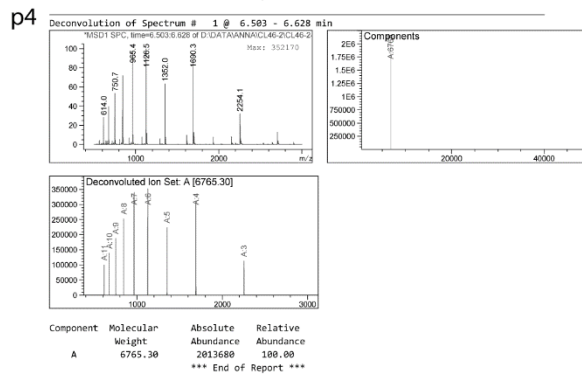 p4
Deconvolution of Spectrum # 1 @ 6.503 - 6.628 min
*MSD1 SPC, time=6.503:6.628 of D:\DATA\ANNA\CL46-2\CL46-2
Max: 352170
100
80
60
40
20
0
614.0
750.7
965.4
1126.5
1352.0
1690.3
2254.1
1000
2000
m/z
Components
2E6
1.75E6
1.5E6
1.25E6
1E6
750000
500000
250000
20000
40000
Deconvoluted Ion Set: A [6765.30]
350000
300000
250000
200000
150000
100000
50000
0
A:11
A:10
A:9
A:8
A:7
A:6
A:5
A:4
A:3
1000
2000
3000
Component Molecular Absolute Relative
Weight Abundance Abundance
A 6765.30 2013680 100.00
*** End of Report ***